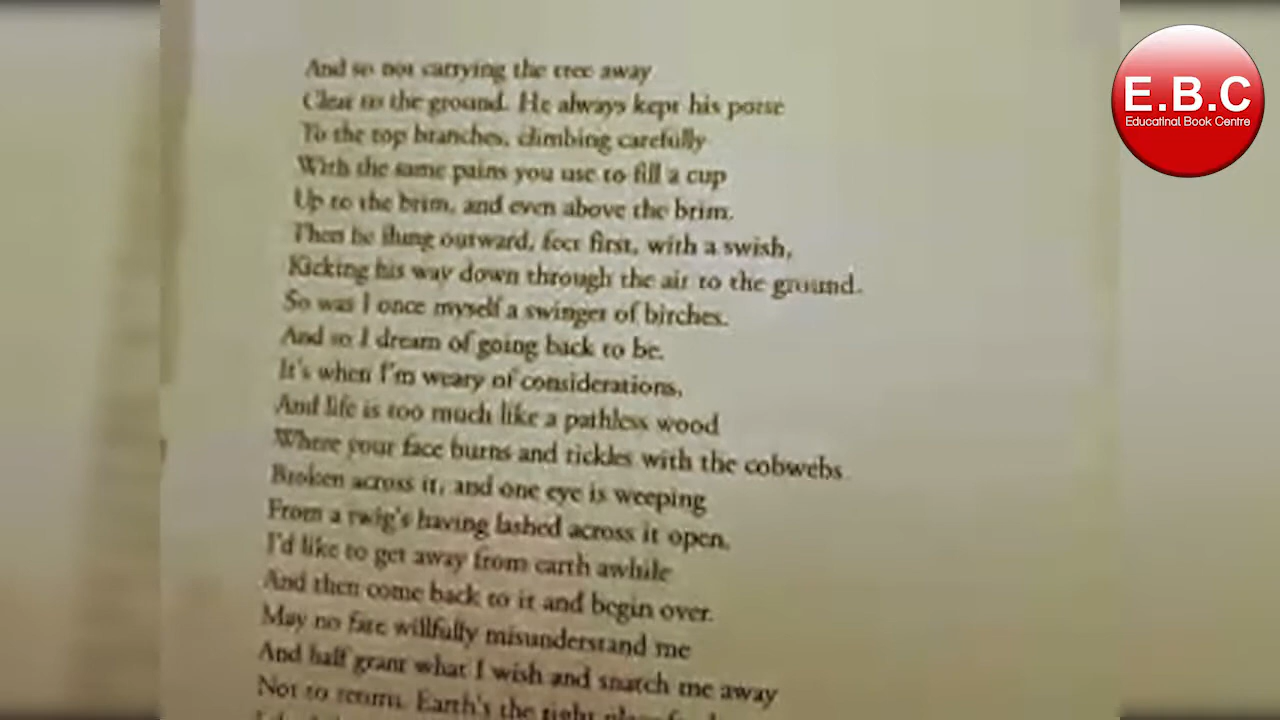 And so not carrying the tree away
Clear to the ground. He always kept his poise
To the top branches, climbing carefully
With the same pains you use to fill a cup
Up to the brim, and even above the brim.
Then he flung outward, feet first, with a swish,
Kicking his way down through the air to the ground.
So was I once myself a swinger of birches.
And so I dream of going back to be.
It's when I'm weary of considerations,
And life is too much like a pathless wood
Where your face burns and tickles with the cobwebs
Broken across it, and one eye is weeping
From a twig's having lashed across it open.
I'd like to get away from earth awhile
And then come back to it and begin over.
May no fate willfully misunderstand me
And half grant what I wish and snatch me away
Not to return. Earth's the right
E.B.C
Educatinal Book Centre